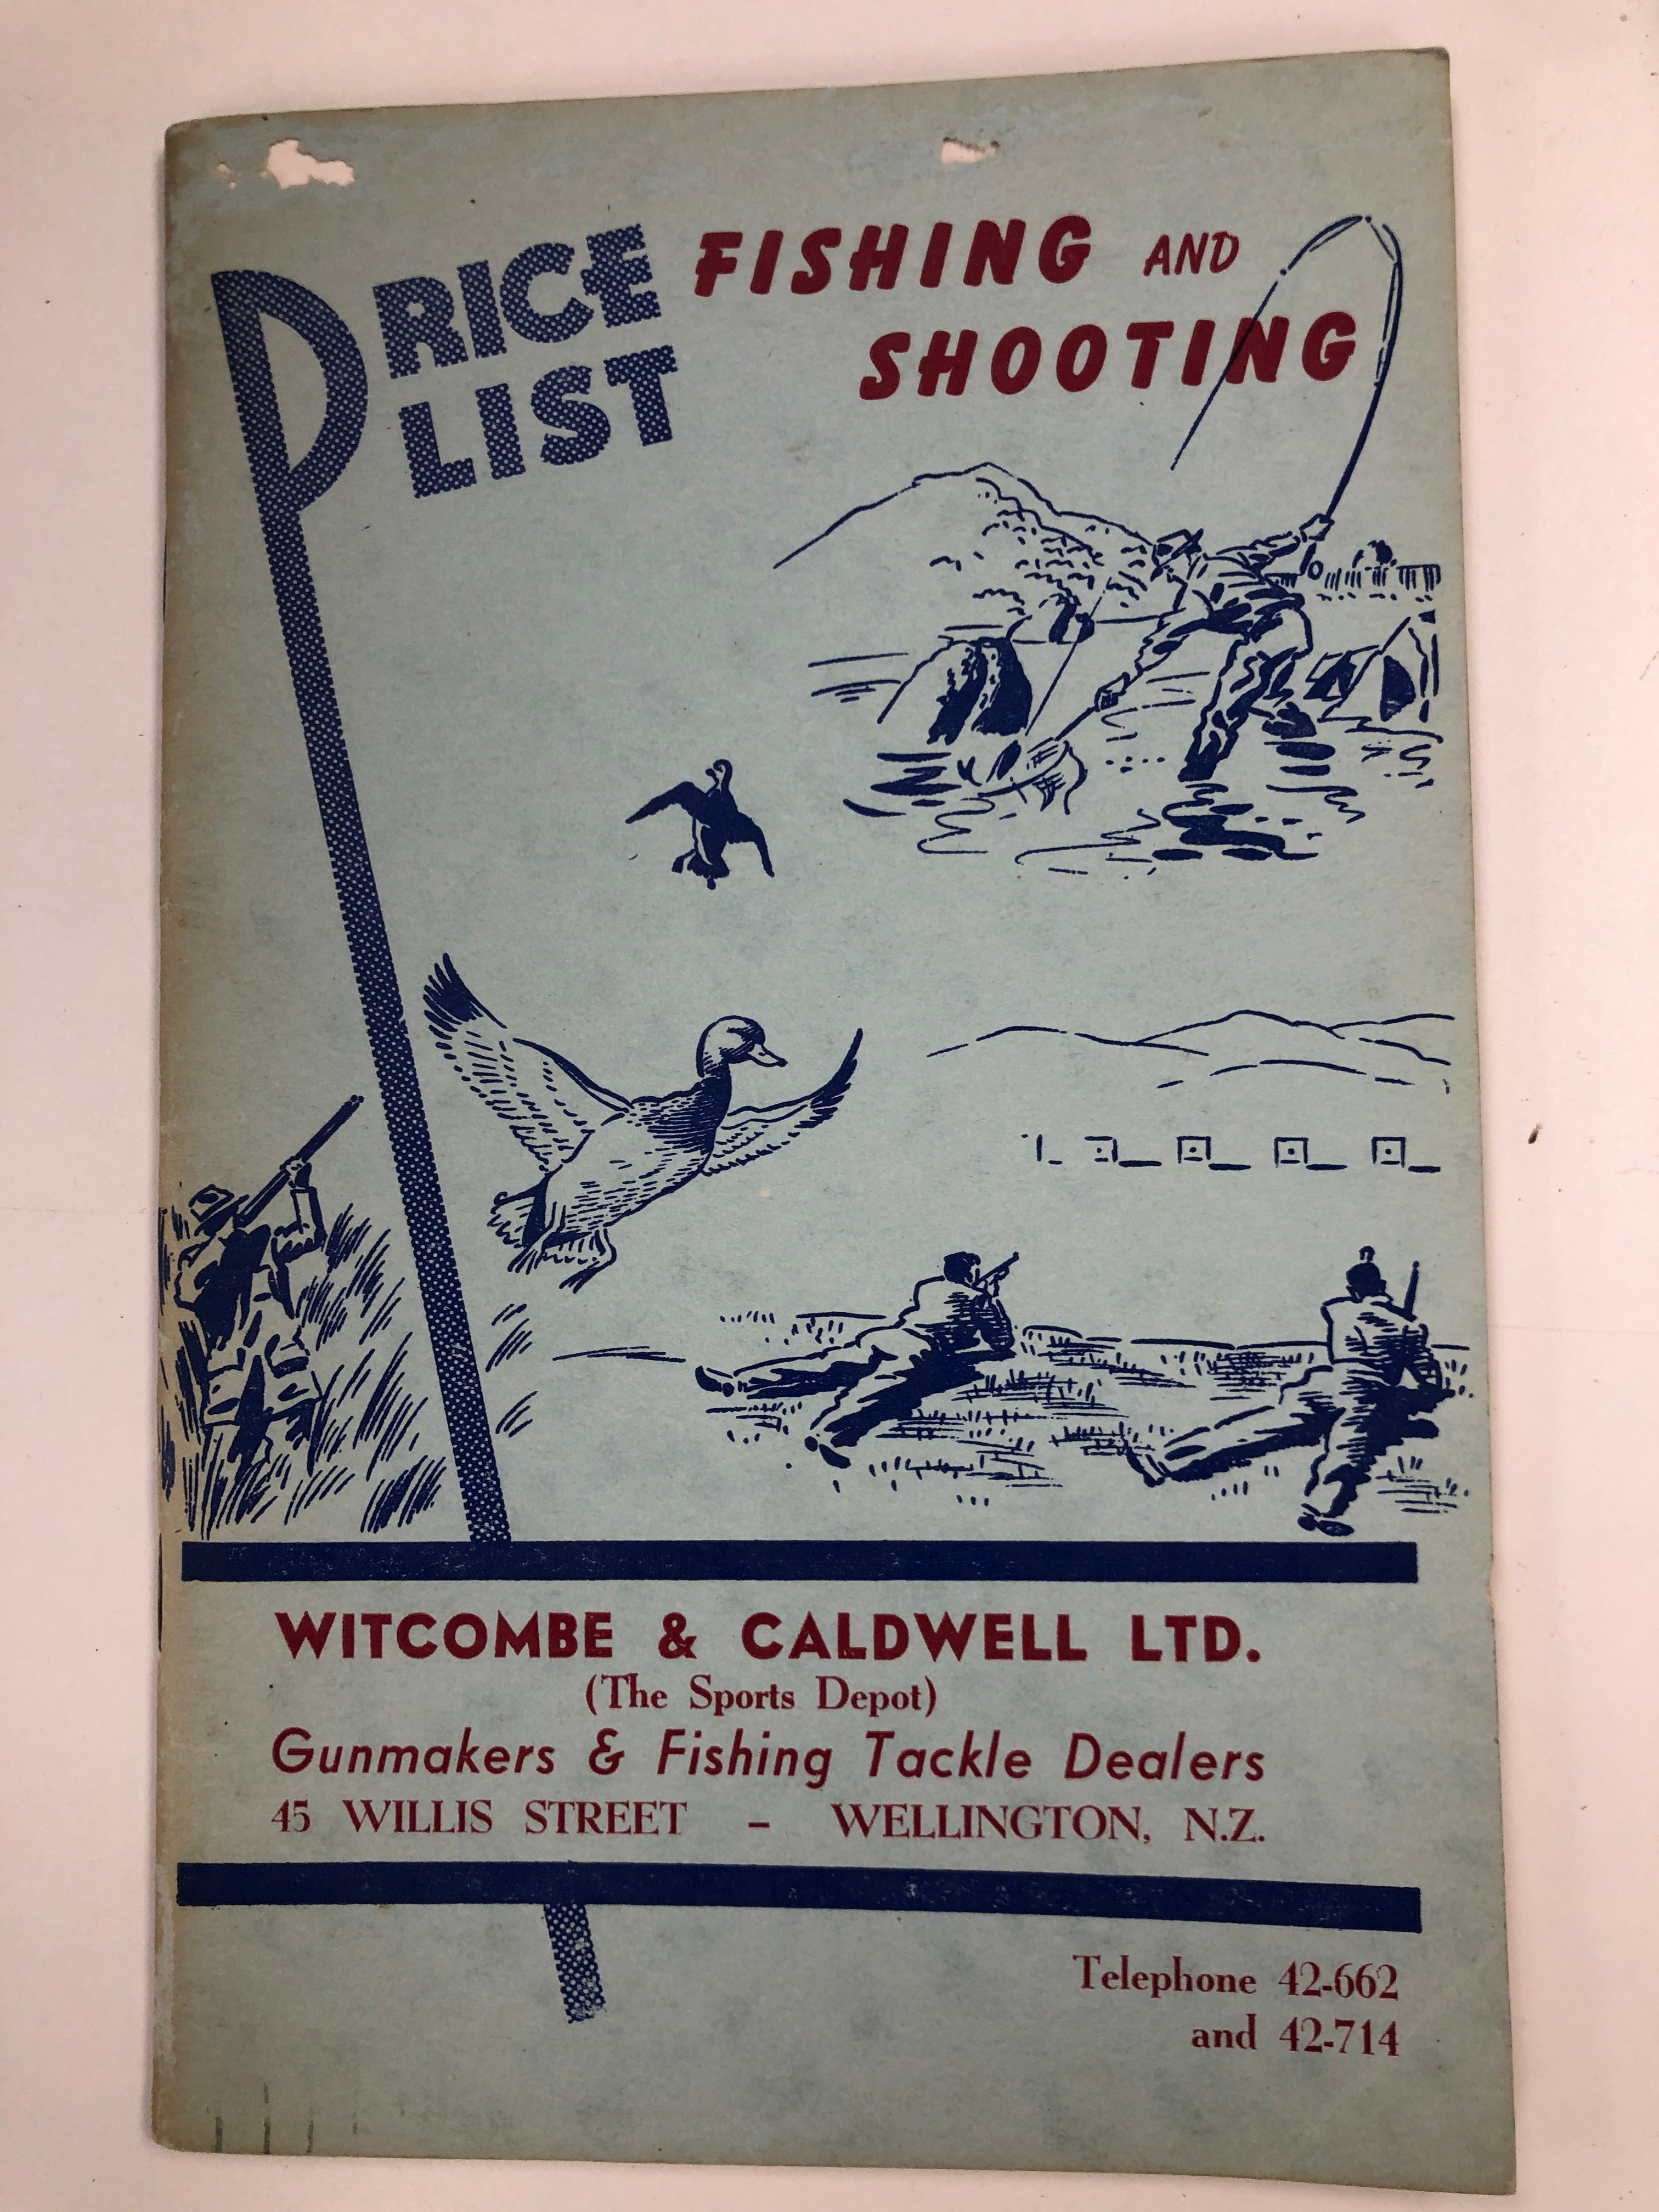 PRICE
LIST
FISHING AND
SHOOTING
WITCOMBE & CALDWELL LTD.
(The Sports Depot)
Gunmakers & Fishing Tackle Dealers
45 WILLIS STREET – WELLINGTON, N.Z.
Telephone 42-662
and 42-714